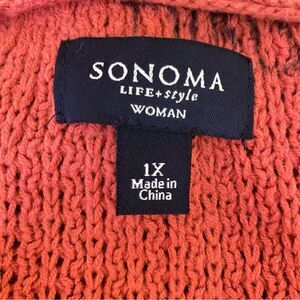 SONOMA
LIFE+style
WOMAN
1X
Made in
China